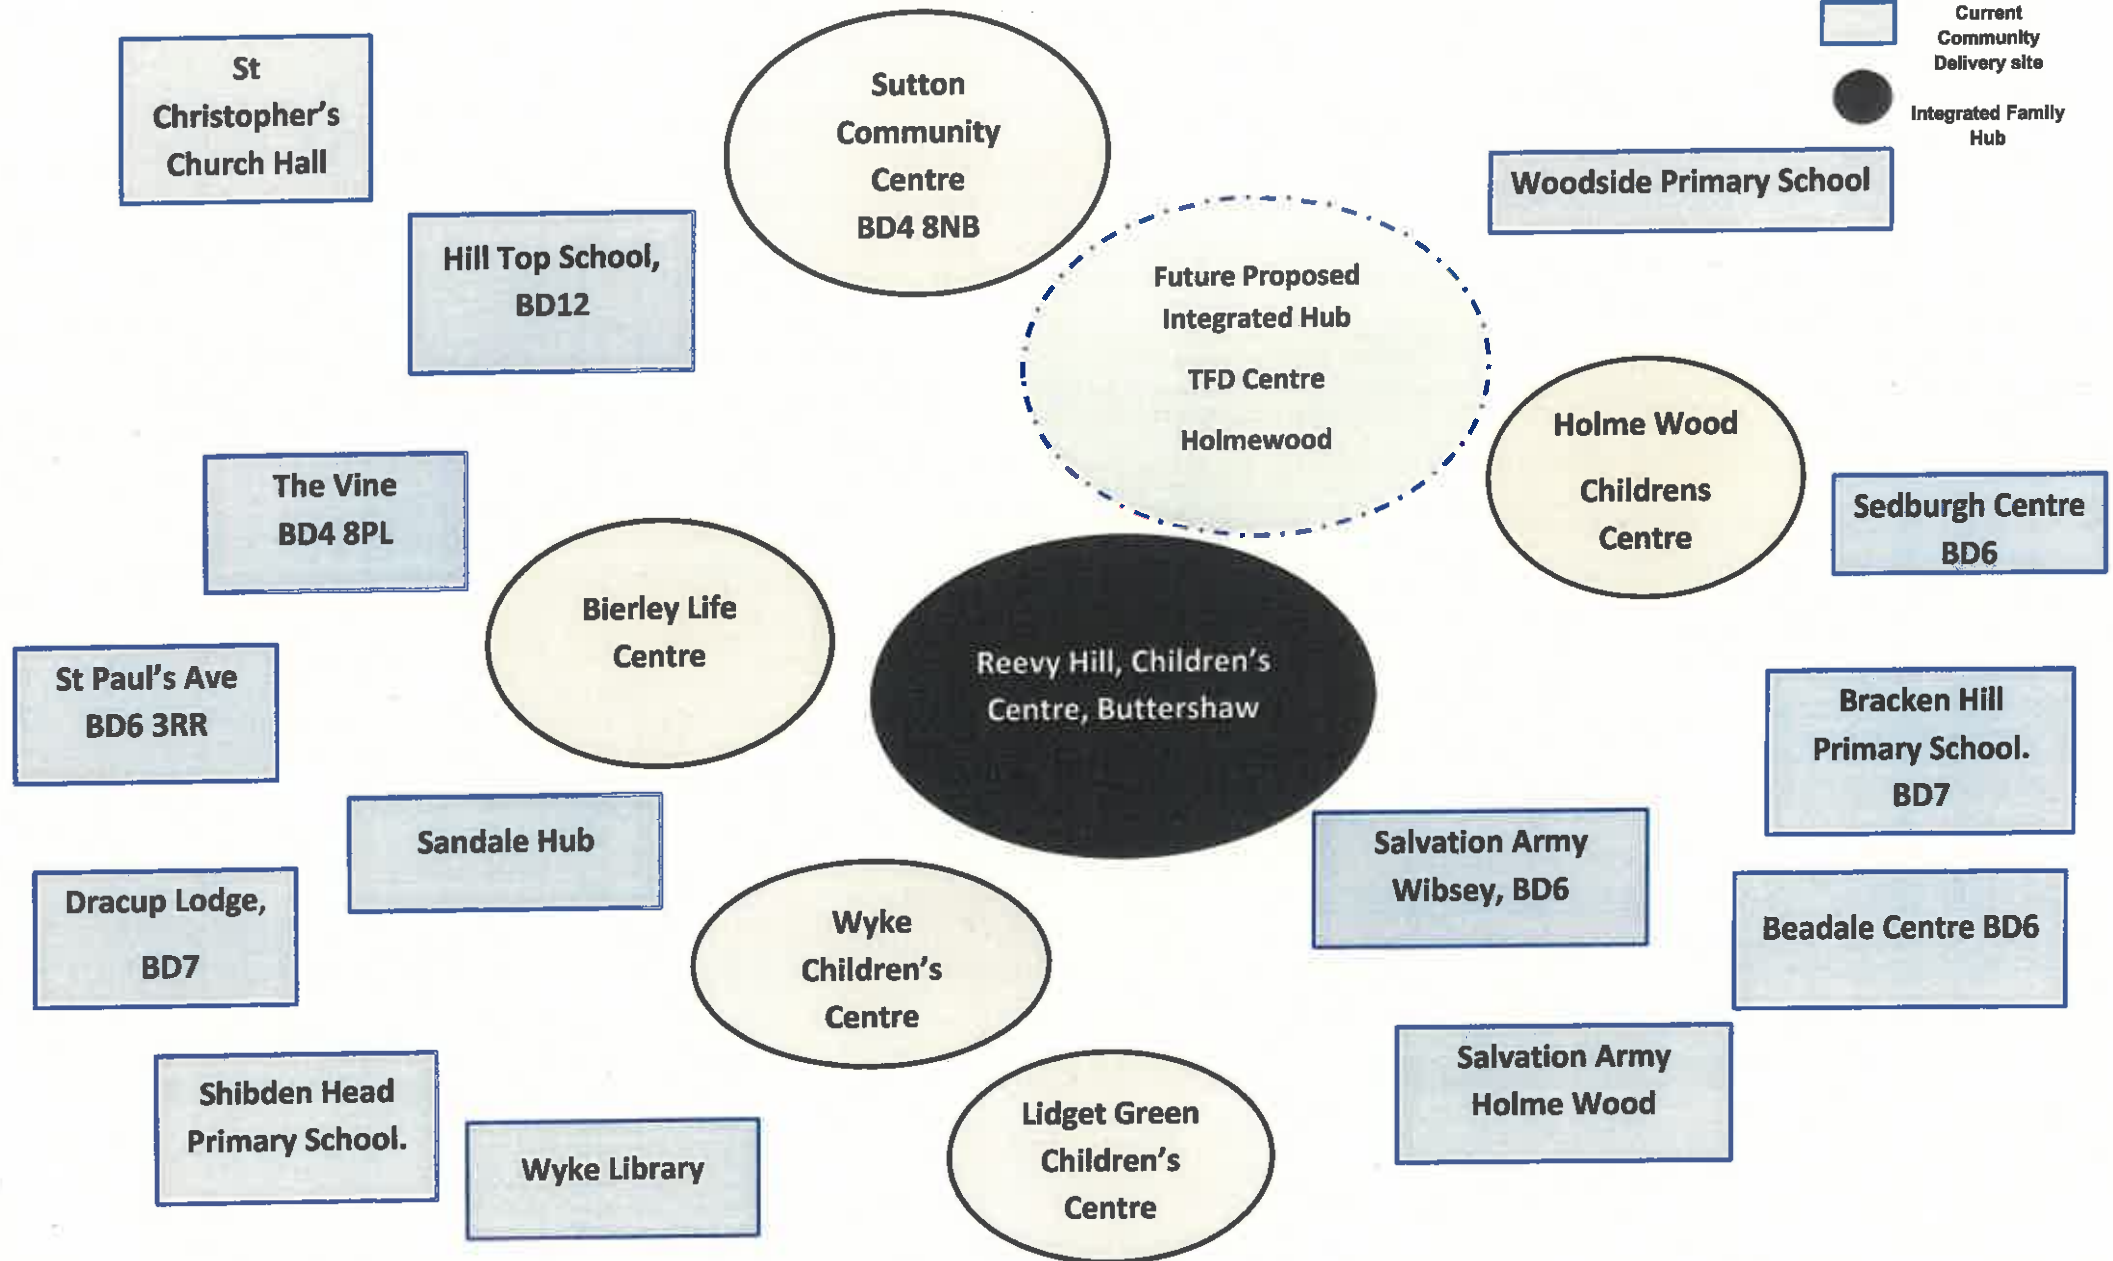 Current
Community
Delivery site
Integrated Family
Hub
St
Christopher's
Church Hall
Sutton
Community
Centre
BD4 8NB
Woodside Primary School
Hill Top School,
BD12
Future Proposed
Integrated Hub
TFD Centre
Holmewood
Holme Wood
Childrens
Centre
The Vine
BD4 8PL
Sedburgh Centre
BD6
Bierley Life
Centre
St Paul's Ave
BD6 3RR
Reevy Hill, Children's
Centre, Buttershaw
Bracken Hill
Primary School.
BD7
Sandale Hub
Salvation Army
Wibsey, BD6
Dracup Lodge,
BD7
Wyke
Children's
Centre
Beadale Centre BD6
Shibden Head
Primary School.
Salvation Army
Holme Wood
Wyke Library
Lidget Green
Children's
Centre